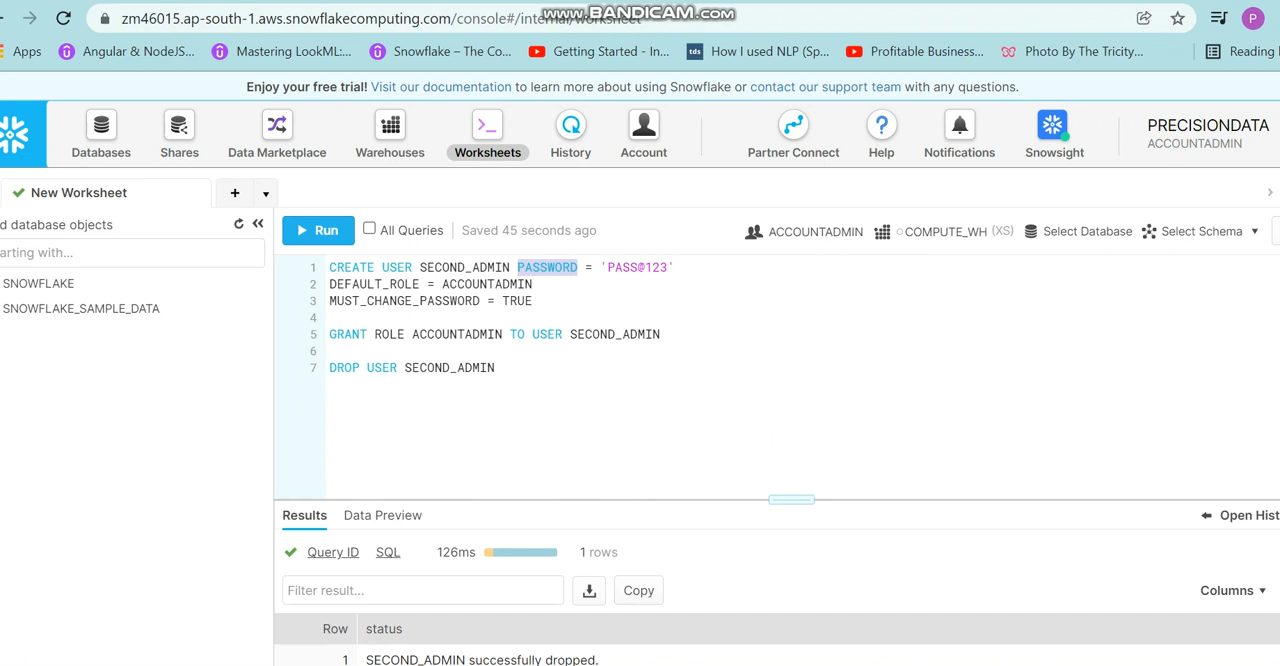 zm46015.ap-south-1.aws.snowflakecomputing.com/console#/internal/worksheet
www.BANDICAM.com
P
Apps
Angular & NodeJS...
Mastering LookML:...
Snowflake – The Co...
Getting Started - In...
tds
How I used NLP (Sp...
Profitable Business...
Photo By The Tricity...
Reading
Enjoy your free trial! Visit our documentation to learn more about using Snowflake or contact our support team with any questions.
Databases
Shares
Data Marketplace
Warehouses
Worksheets
History
Account
Partner Connect
Help
Notifications
Snowsight
PRECISIONDATA
ACCOUNTADMIN
New Worksheet
d database objects
arting with...
SNOWFLAKE
SNOWFLAKE_SAMPLE_DATA
Run
All Queries
Saved 45 seconds ago
ACCOUNTADMIN
COMPUTE_WH (XS)
Select Database
Select Schema
1 CREATE USER SECOND_ADMIN PASSWORD = 'PASS@123'
2 DEFAULT_ROLE = ACCOUNTADMIN
3 MUST_CHANGE_PASSWORD = TRUE
4
5 GRANT ROLE ACCOUNTADMIN TO USER SECOND_ADMIN
6
7 DROP USER SECOND_ADMIN
Results
Data Preview
Open Hist
Query ID
SQL
126ms
1 rows
Filter result...
Copy
Columns
Row status
1 SECOND_ADMIN successfully dropped.